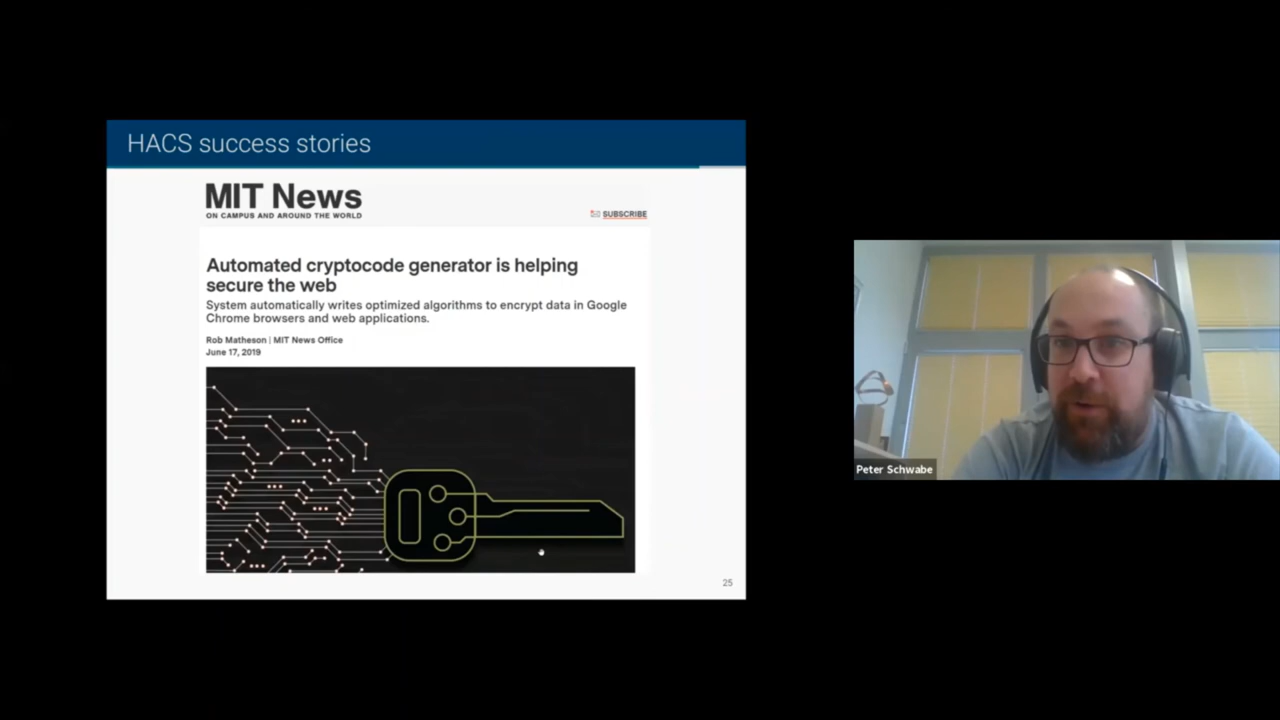 HACS success stories
MIT News
ON CAMPUS AND AROUND THE WORLD
SUBSCRIBE
Automated cryptocode generator is helping
secure the web
System automatically writes optimized algorithms to encrypt data in Google
Chrome browsers and web applications.
Rob Matheson | MIT News Office
June 17, 2019
25
Peter Schwabe